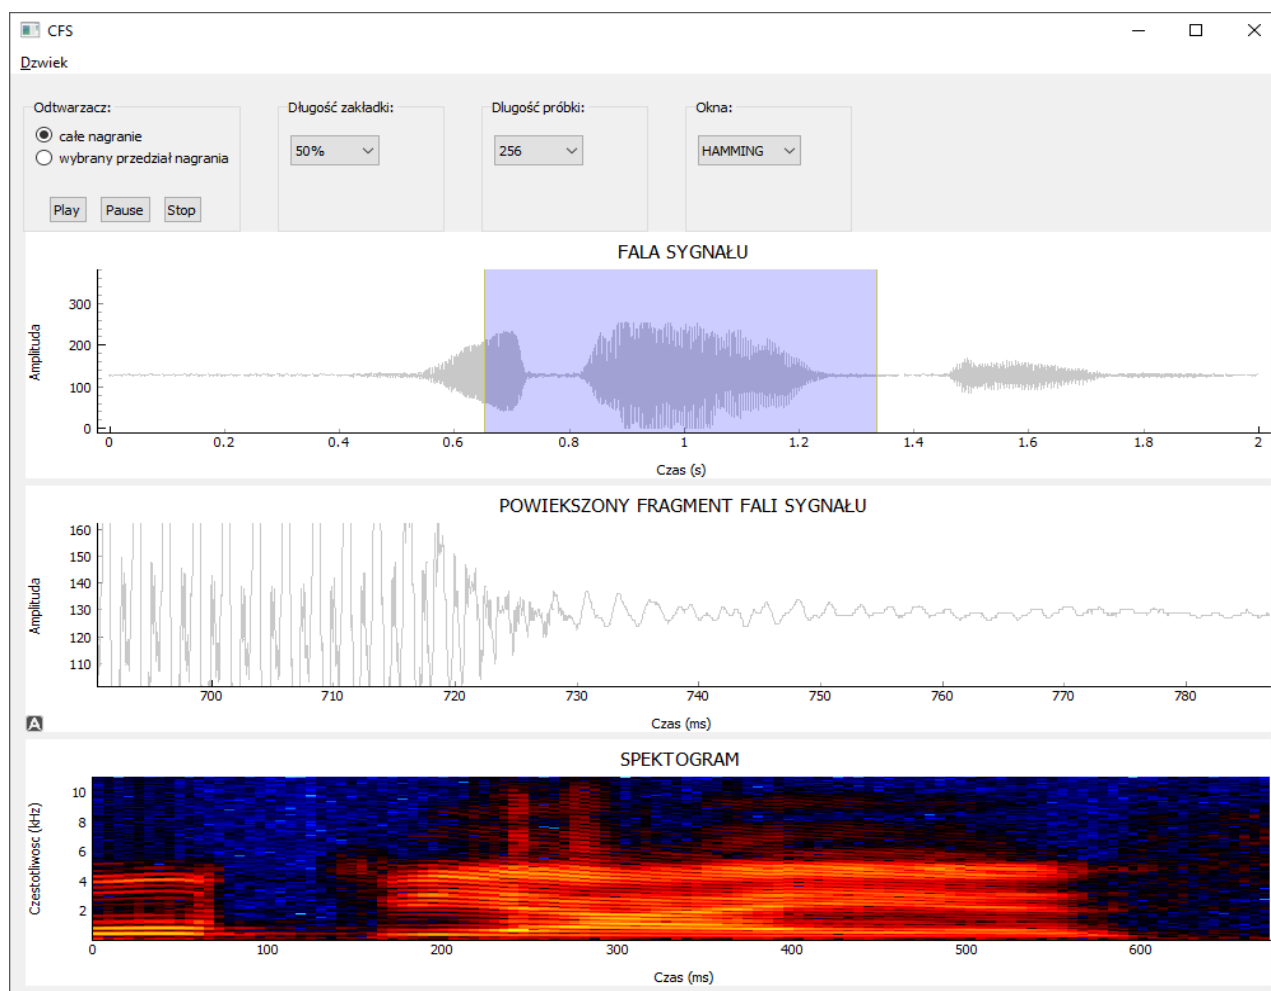 CFS
Dzwiek
Odtwarzacz:
całe nagranie
wybrany przedział nagrania
Play Pause Stop
Długość zakładki:
50%
Dlugość próbki:
256
Okna:
HAMMING
FALA SYGNAŁU
Amplituda
300
200
100
0
0 0.2 0.4 0.6 0.8 1 1.2 1.4 1.6 1.8 2
Czas (s)
POWIEKSZONY FRAGMENT FALI SYGNAŁU
Amplituda
160
150
140
130
120
110
700 710 720 730 740 750 760 770 780
A
Czas (ms)
SPEKTOGRAM
Czestotliwosc (kHz)
10
8
6
4
2
0 100 200 300 400 500 600
Czas (ms)